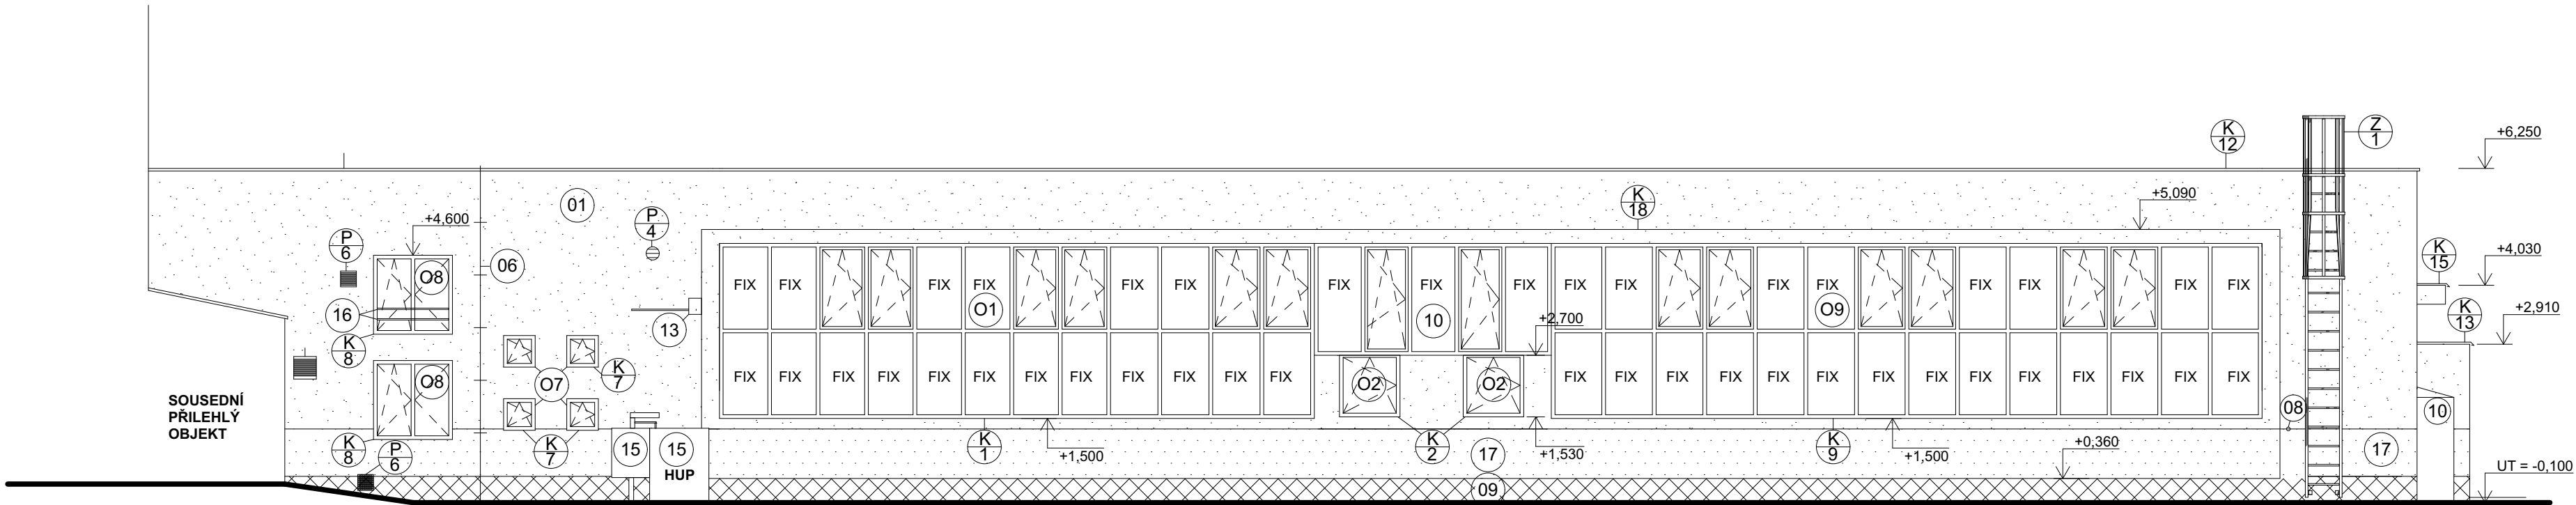 K
12
Z
1
+6,250
K
18
+5,090
01
P
4
+4,600
P
6
06
O8
K
15
+4,030
16
13
FIX FIX FIX FIX FIX FIX FIX FIX FIX FIX FIX FIX FIX FIX FIX FIX FIX
O1
10
O9
+2,700
K
13
+2,910
K
8
O8
O7
K
7
FIX FIX FIX FIX FIX FIX FIX FIX FIX FIX FIX FIX FIX FIX FIX FIX FIX FIX FIX FIX FIX FIX FIX FIX FIX FIX
O2
O2
SOUSEDNÍ
PŘILEHLÝ
OBJEKT
08
10
K
8
P
6
K
7
15
15
HUP
K
1
+1,500
K
2
17
+1,530
K
9
+1,500
+0,360
17
UT = -0,100
09